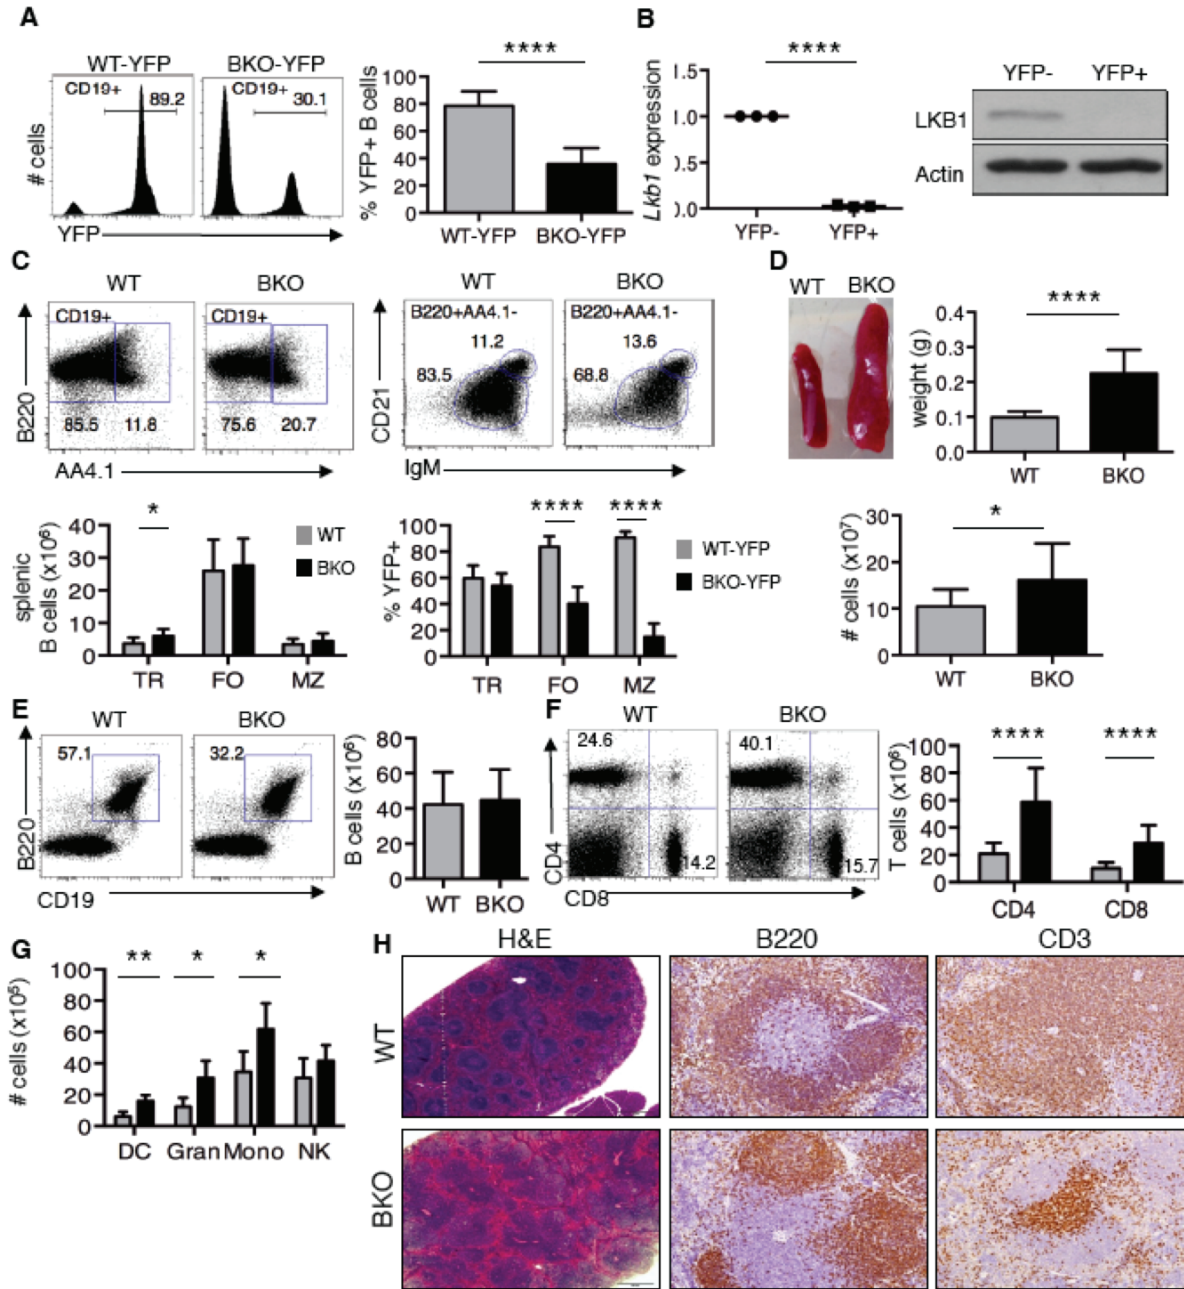 A
WT-YFP BKO-YFP
CD19+ 89.2
CD19+ 30.1
# cells
YFP
****
% YFP+ B cells
100
80
60
40
20
0
WT-YFP BKO-YFP
B
****
Lkb1 expression
1.5
1.0
0.5
0.0
YFP- YFP+
YFP- YFP+
LKB1
Actin
C
WT BKO
CD19+ CD19+
85.5 11.8
75.6 20.7
B220
AA4.1
WT BKO
B220+AA4.1- B220+AA4.1-
11.2 13.6
83.5 68.8
CD21
IgM
*
splenic
B cells (x10⁶)
40
30
20
10
0
TR FO MZ
WT
BKO
**** ****
% YFP+
100
80
60
40
20
0
TR FO MZ
WT-YFP
BKO-YFP
D
WT BKO
****
weight (g)
0.4
0.3
0.2
0.1
0.0
WT BKO
*
# cells (x10⁷)
30
20
10
0
WT BKO
E
WT BKO
57.1 32.2
B220
CD19
B cells (x10⁶)
80
60
40
20
0
WT BKO
F
WT BKO
24.6 40.1
14.2 15.7
CD4
CD8
**** ****
T cells (x10⁶)
100
80
60
40
20
0
CD4 CD8
G
** * *
# cells (x10⁵)
100
80
60
40
20
0
DC Gran Mono NK
H
H&E B220 CD3
WT
BKO